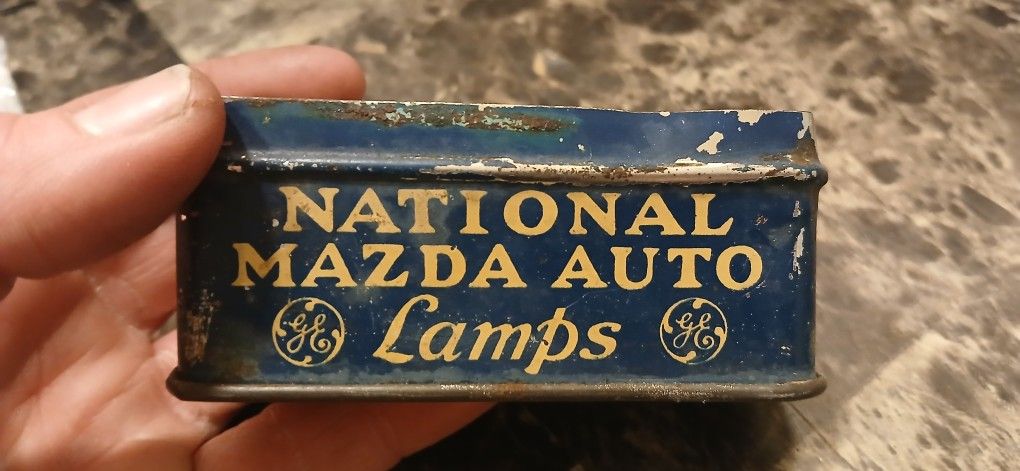 NATIONAL
MAZDA AUTO
GE Lamps GE